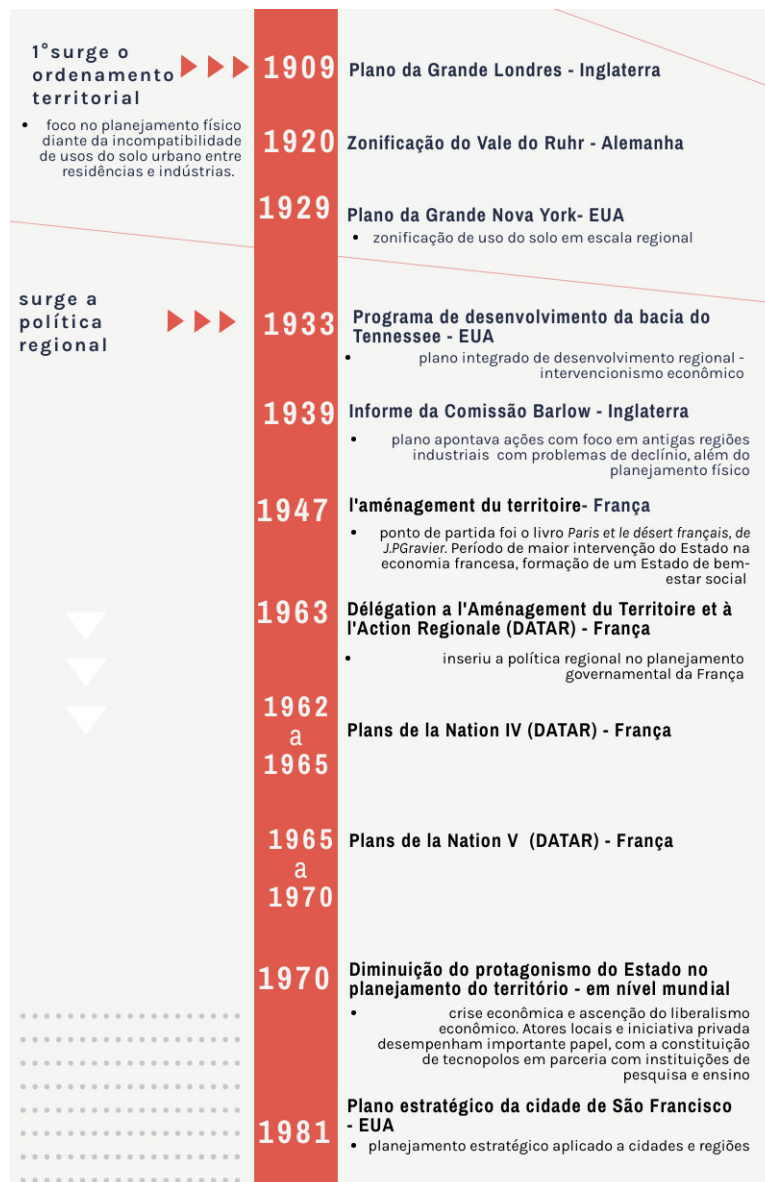 1°surge o
ordenamento
territorial
• foco no planejamento físico
diante da incompatibilidade
de usos do solo urbano entre
residências e indústrias.
1909
Plano da Grande Londres - Inglaterra
1920
Zonificação do Vale do Ruhr - Alemanha
1929
Plano da Grande Nova York- EUA
• zonificação de uso do solo em escala regional
surge a
política
regional
1933
Programa de desenvolvimento da bacia do
Tennessee - EUA
• plano integrado de desenvolvimento regional -
intervencionismo econômico
1939
Informe da Comissão Barlow - Inglaterra
• plano apontava ações com foco em antigas regiões
industriais com problemas de declínio, além do
planejamento físico
1947
l'aménagement du territoire- França
• ponto de partida foi o livro Paris et le désert français, de
J.PGravier. Período de maior intervenção do Estado na
economia francesa, formação de um Estado de bem-
estar social
1963
Délégation a l'Aménagement du Territoire et à
l'Action Regionale (DATAR) - França
• inseriu a política regional no planejamento
governamental da França
1962
a
1965
Plans de la Nation IV (DATAR) - França
1965
a
1970
Plans de la Nation V (DATAR) - França
1970
Diminuição do protagonismo do Estado no
planejamento do território - em nível mundial
• crise econômica e ascenção do liberalismo
econômico. Atores locais e iniciativa privada
desempenham importante papel, com a constituição
de tecnopolos em parceria com instituições de
pesquisa e ensino
1981
Plano estratégico da cidade de São Francisco
- EUA
• planejamento estratégico aplicado a cidades e regiões